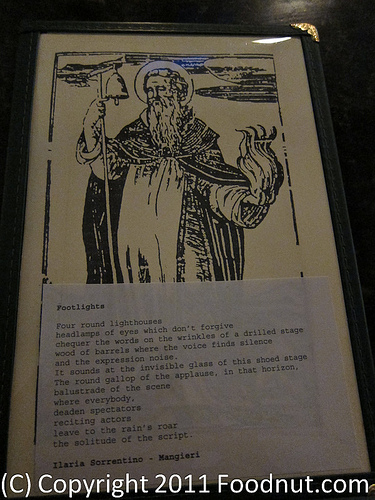 Footlights
Four round lighthouses
headlamps of eyes which don't forgive
chequer the words on the wrinkles of a drilled stage
wood of barrels where the voice finds silence
and the expression noise.
It sounds at the invisible glass of this shoed stage
The round gallop of the applause, in that horizon,
balustrade of the scene
where everybody,
deaden spectators
reciting actors
leave to the rain's roar
the solitude of the script.
Ilaria Sorrentino - Mangieri
(C) Copyright 2011 Foodnut.com